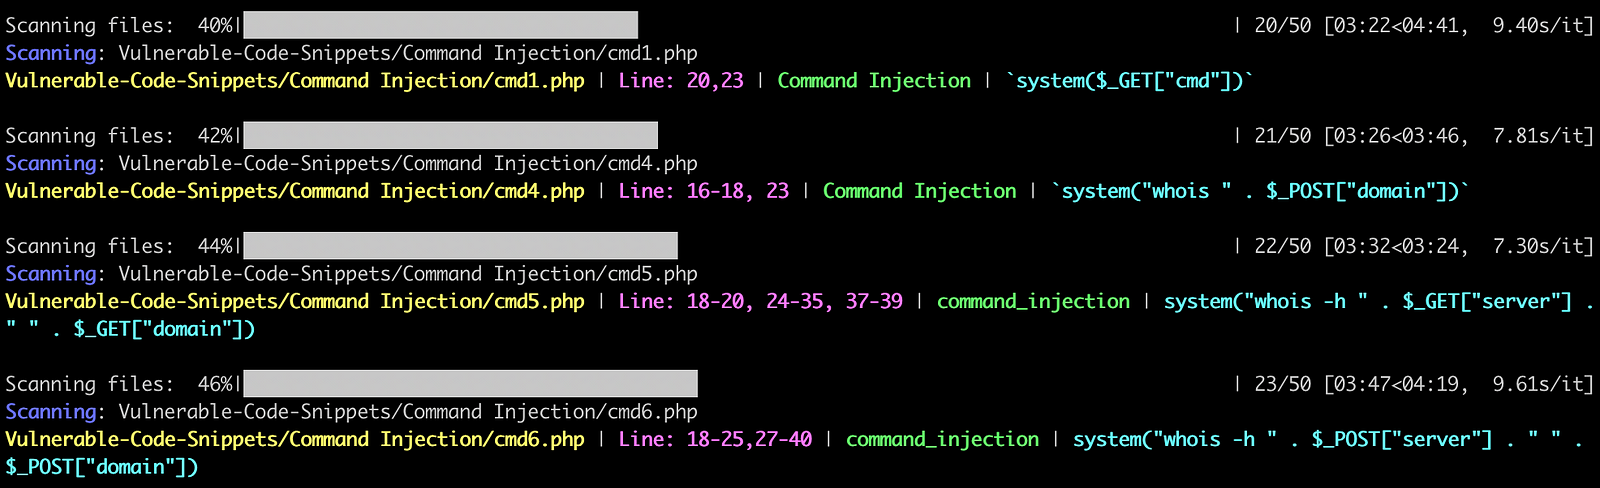 Scanning files:  40%| | 20/50 [03:22<04:41,  9.40s/it]
Scanning: Vulnerable-Code-Snippets/Command Injection/cmd1.php
Vulnerable-Code-Snippets/Command Injection/cmd1.php | Line: 20,23 | Command Injection | `system($_GET["cmd"])`
Scanning files:  42%| | 21/50 [03:26<03:46,  7.81s/it]
Scanning: Vulnerable-Code-Snippets/Command Injection/cmd4.php
Vulnerable-Code-Snippets/Command Injection/cmd4.php | Line: 16-18, 23 | Command Injection | `system("whois " . $_POST["domain"])`
Scanning files:  44%| | 22/50 [03:32<03:24,  7.30s/it]
Scanning: Vulnerable-Code-Snippets/Command Injection/cmd5.php
Vulnerable-Code-Snippets/Command Injection/cmd5.php | Line: 18-20, 24-35, 37-39 | command_injection | system("whois -h " . $_GET["server"] .
" " . $_GET["domain"])
Scanning files:  46%| | 23/50 [03:47<04:19,  9.61s/it]
Scanning: Vulnerable-Code-Snippets/Command Injection/cmd6.php
Vulnerable-Code-Snippets/Command Injection/cmd6.php | Line: 18-25,27-40 | command_injection | system("whois -h " . $_POST["server"] . " " .
$_POST["domain"])